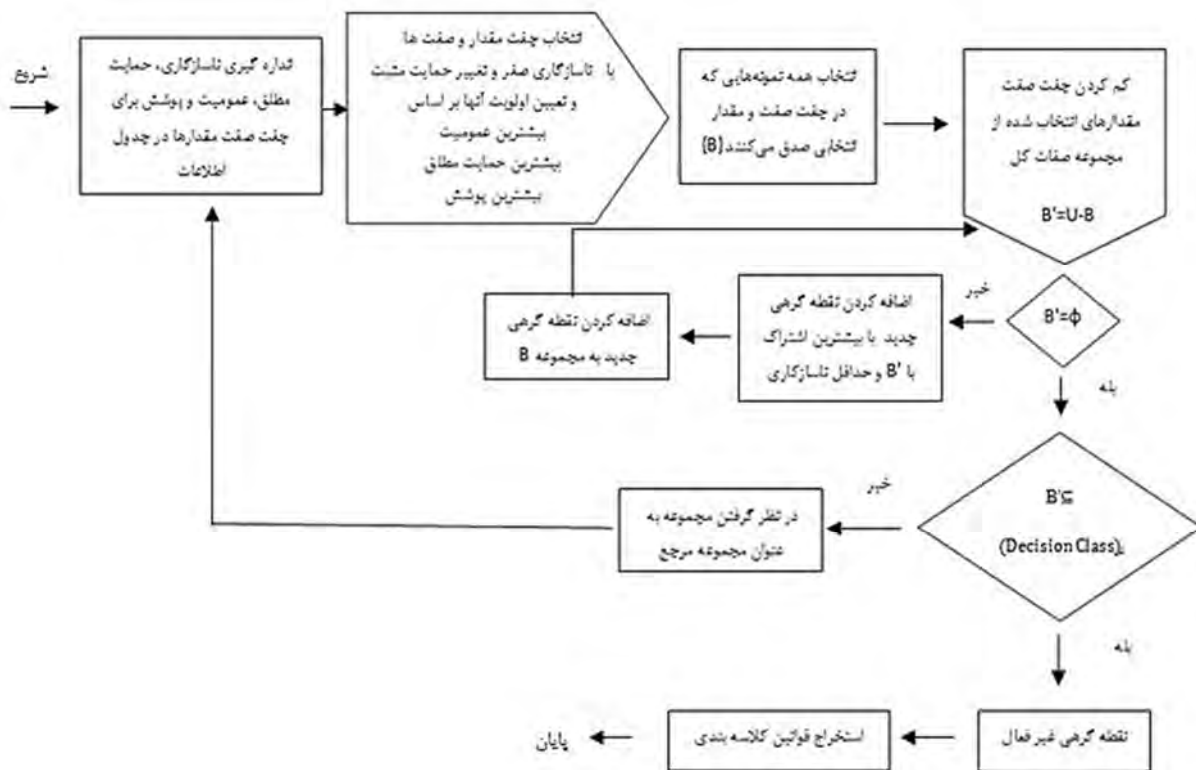 شروع
اندازه گیری ناسازگاری، حمایت
مطلق، عمومیت و پوشش برای
جفت صفت مقدارها در جدول
اطلاعات
انتخاب جفت مقدار و صفت ها
با ناسازگاری صفر و تغییر حمایت مثبت
و تعیین اولویت آنها بر اساس
بیشترین عمومیت
بیشترین حمایت مطلق
بیشترین پوشش
انتخاب همه نمونه‌هایی که
در جفت صفت و مقدار
انتخابی صدق می‌کنند (B)
کم کردن جفت صفت
مقدارهای انتخاب شده از
مجموعه صفات کل
B'=U-B
B'=ϕ
خیر
اضافه کردن نقطه گرهی
جدید با بیشترین اشتراک
با B' و حداقل ناسازگاری
اضافه کردن نقطه گرهی
جدید به مجموعه B
بله
B'⊆
(Decision Class)
خیر
در نظر گرفتن مجموعه به
عنوان مجموعه مرجع
بله
نقطه گرهی غیر فعال
استخراج قوانین کلاسه بندی
پایان